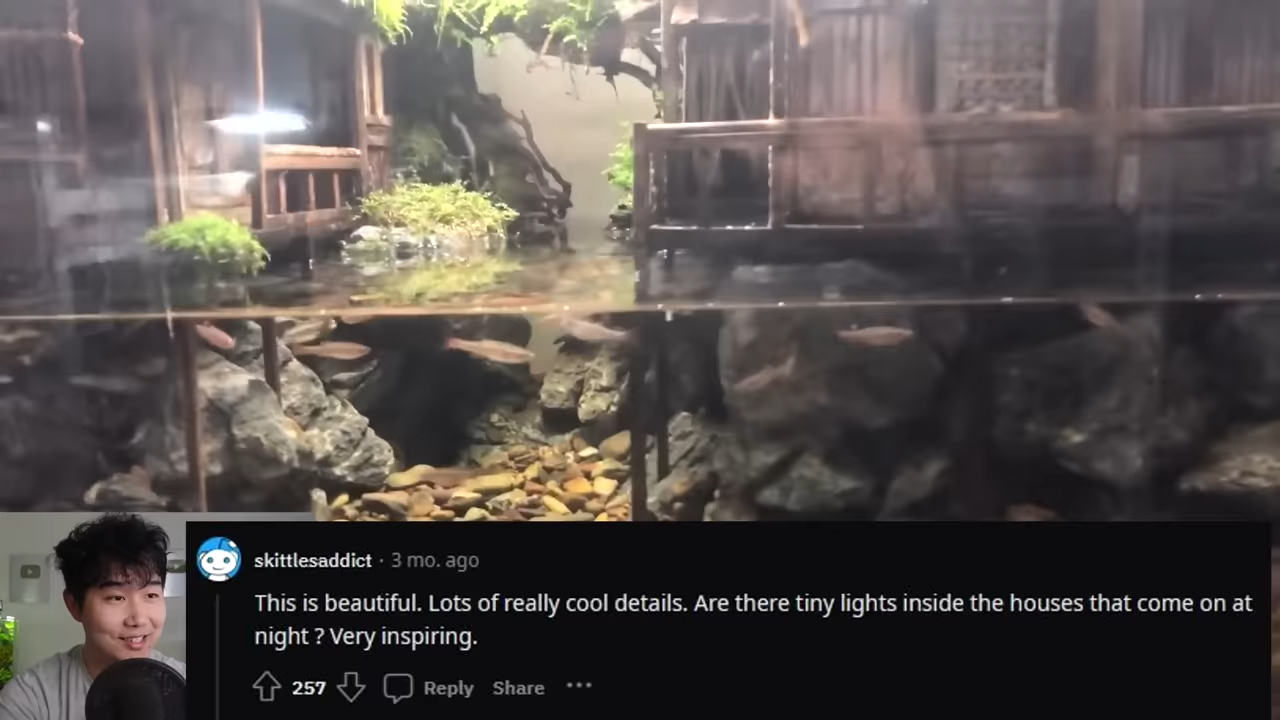 skittlesaddict · 3 mo. ago
This is beautiful. Lots of really cool details. Are there tiny lights inside the houses that come on at
night ? Very inspiring.
257 Reply Share ···